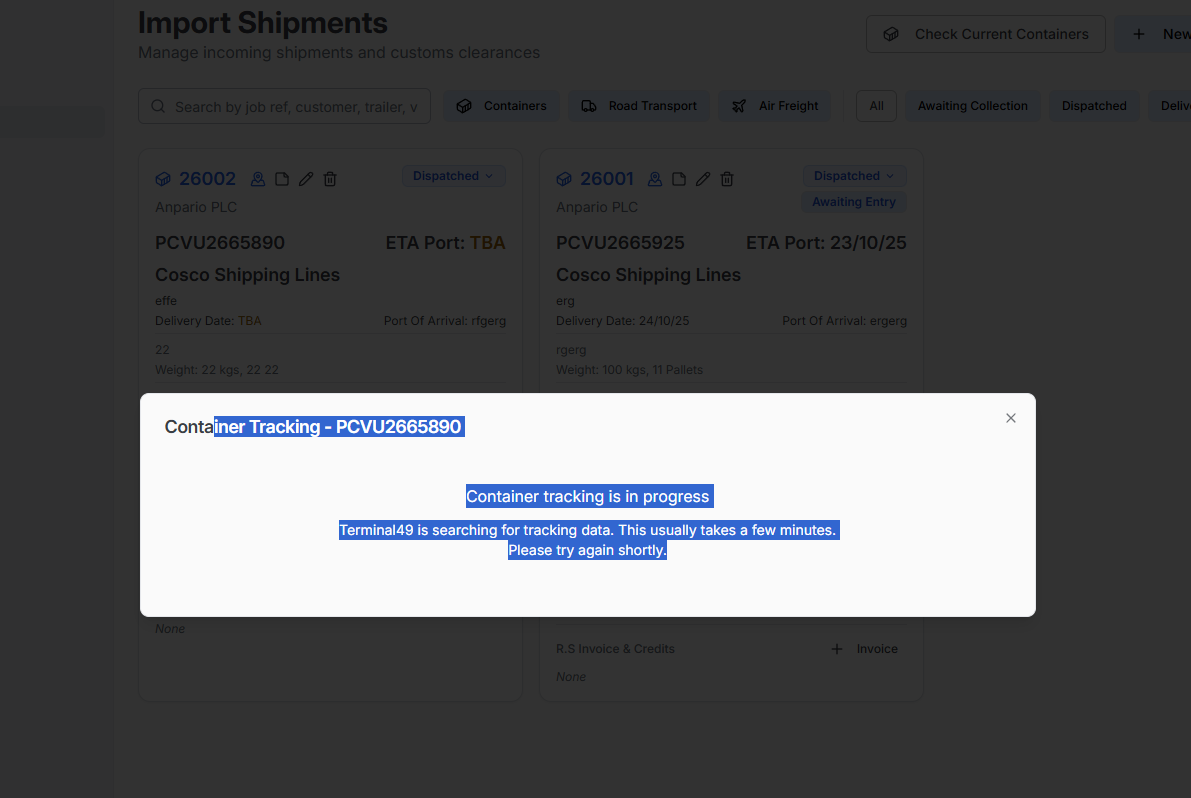 Import Shipments
Manage incoming shipments and customs clearances
Check Current Containers
+ New
Search by job ref, customer, trailer, v
Containers
Road Transport
Air Freight
All
Awaiting Collection
Dispatched
Deliv
26002
Dispatched
Anpario PLC
PCVU2665890
ETA Port: TBA
Cosco Shipping Lines
effe
Delivery Date: TBA
Port Of Arrival: rfgerg
22
Weight: 22 kgs, 22 22
26001
Dispatched
Awaiting Entry
Anpario PLC
PCVU2665925
ETA Port: 23/10/25
Cosco Shipping Lines
erg
Delivery Date: 24/10/25
Port Of Arrival: ergerg
rgerg
Weight: 100 kgs, 11 Pallets
Container Tracking - PCVU2665890
Container tracking is in progress
Terminal49 is searching for tracking data. This usually takes a few minutes.
Please try again shortly.
None
R.S Invoice & Credits
+ Invoice
None